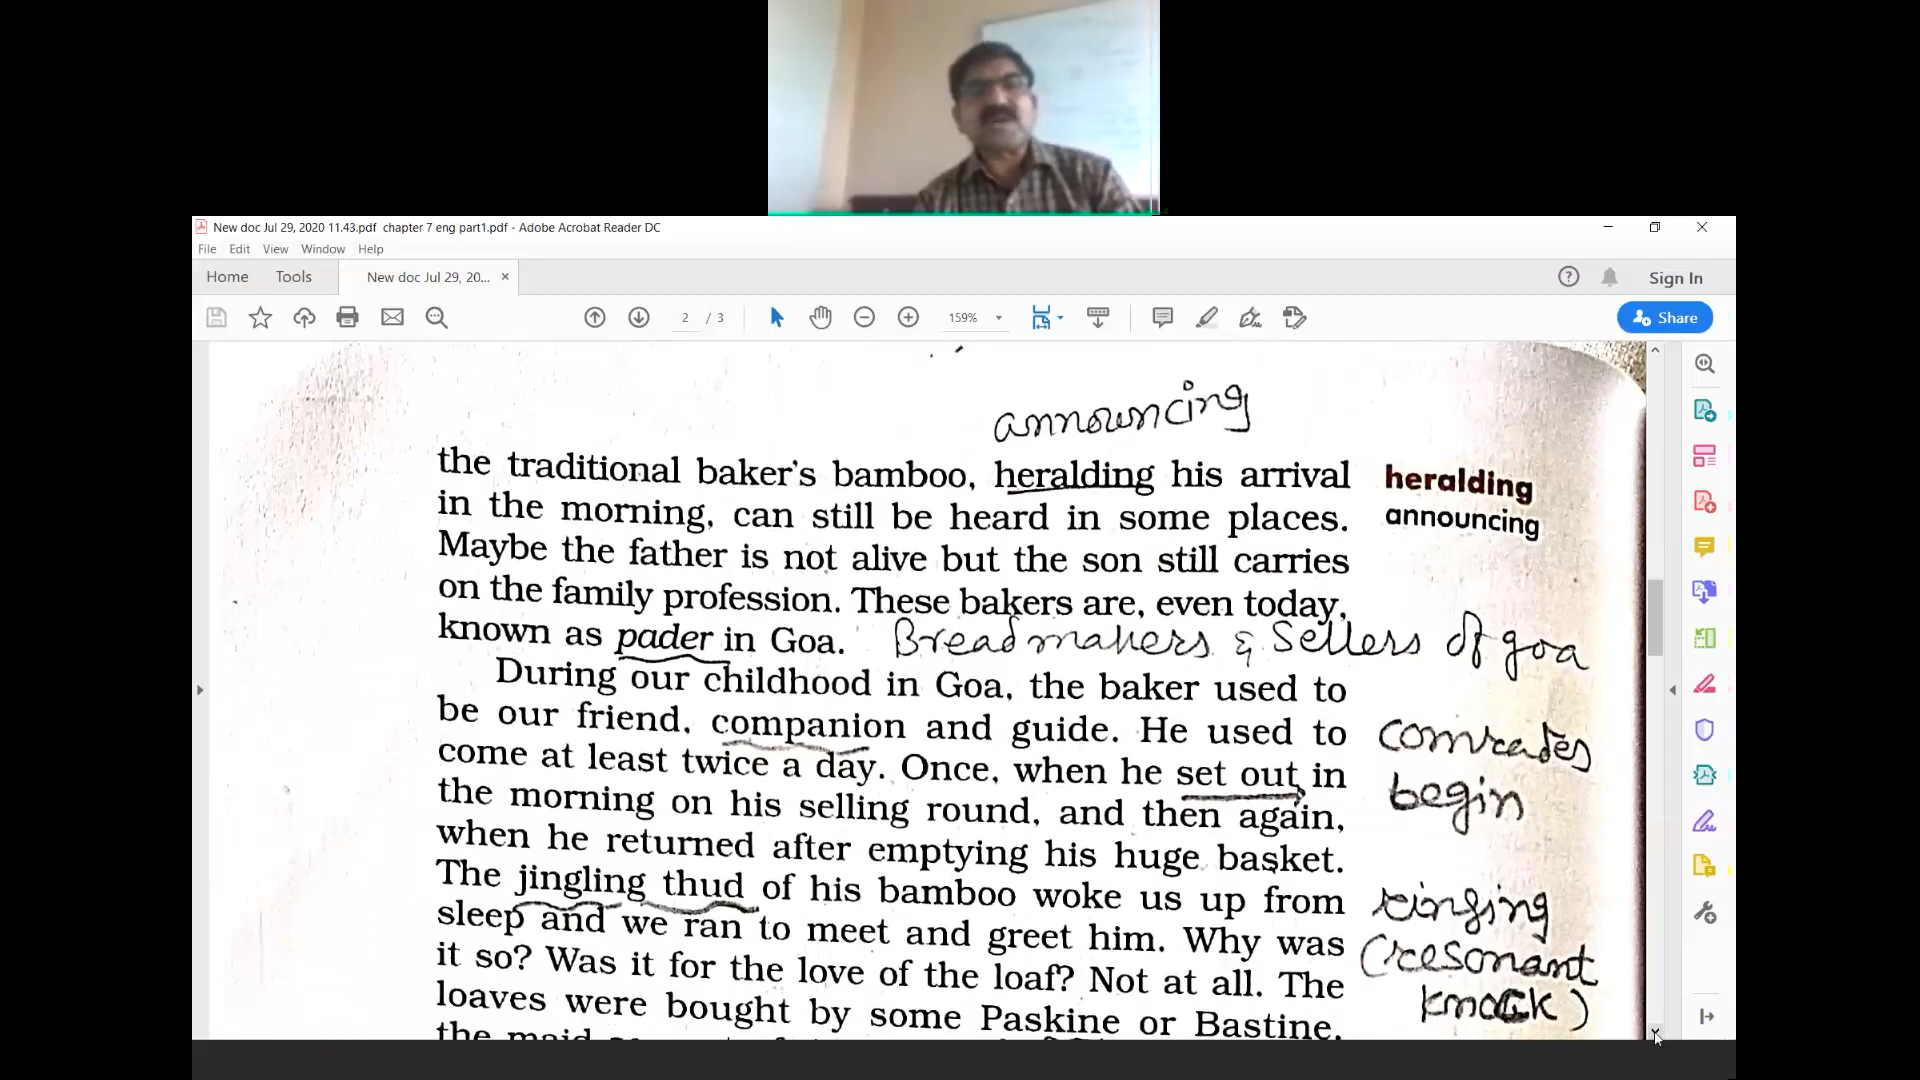 New doc Jul 29, 2020 11.43.pdf chapter 7 eng part1.pdf - Adobe Acrobat Reader DC
File Edit View Window Help
Home Tools New doc Jul 29, 20... × Sign In
2 / 3 159% Share
announcing
the traditional baker's bamboo, heralding his arrival
heralding
in the morning, can still be heard in some places.
announcing
Maybe the father is not alive but the son still carries
on the family profession. These bakers are, even today,
known as pader in Goa. Bread makers & Sellers of goa
During our childhood in Goa, the baker used to
be our friend, companion and guide. He used to
comrades
come at least twice a day. Once, when he set out in
begin
the morning on his selling round, and then again,
when he returned after emptying his huge basket.
The jingling thud of his bamboo woke us up from
ringing
sleep and we ran to meet and greet him. Why was
(resonant
it so? Was it for the love of the loaf? Not at all. The
knock)
loaves were bought by some Paskine or Bastine,
the maid